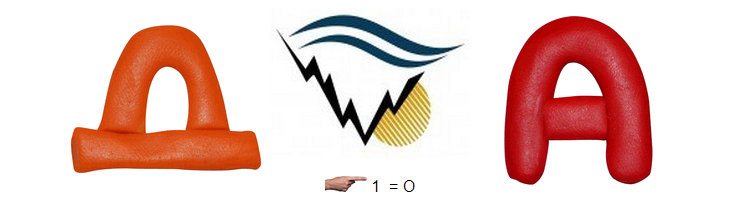 Д А
1 = О